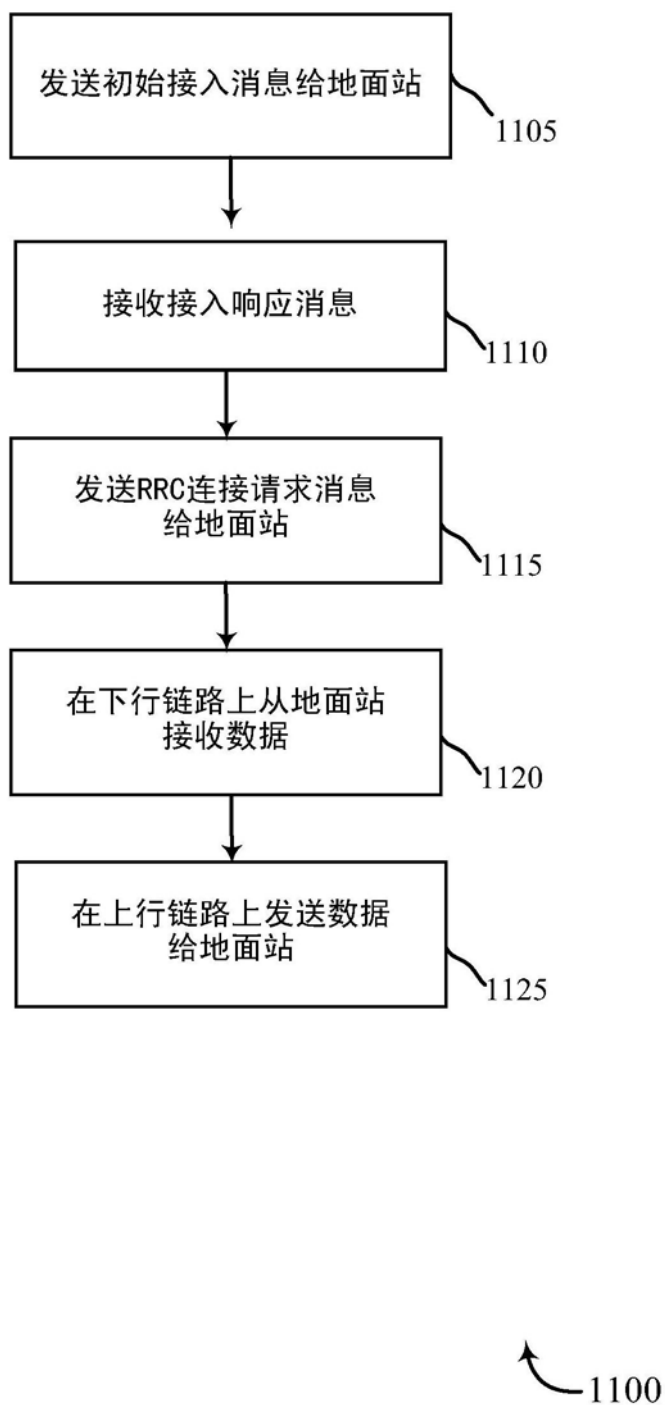 发送初始接入消息给地面站
1105
接收接入响应消息
1110
发送RRC连接请求消息
给地面站
1115
在下行链路上从地面站
接收数据
1120
在上行链路上发送数据
给地面站
1125
1100